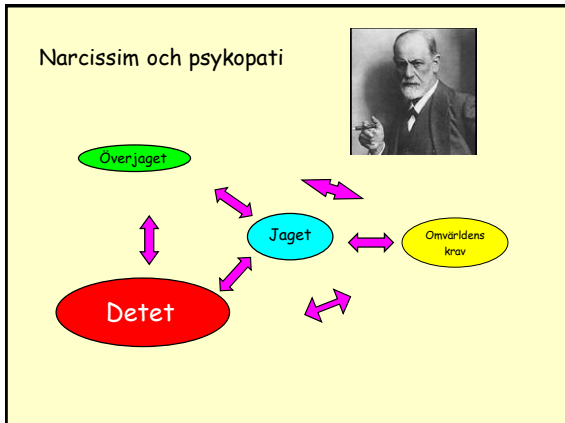 Narcissim och psykopati
Överjaget
Jaget
Omvärldens
krav
Detet